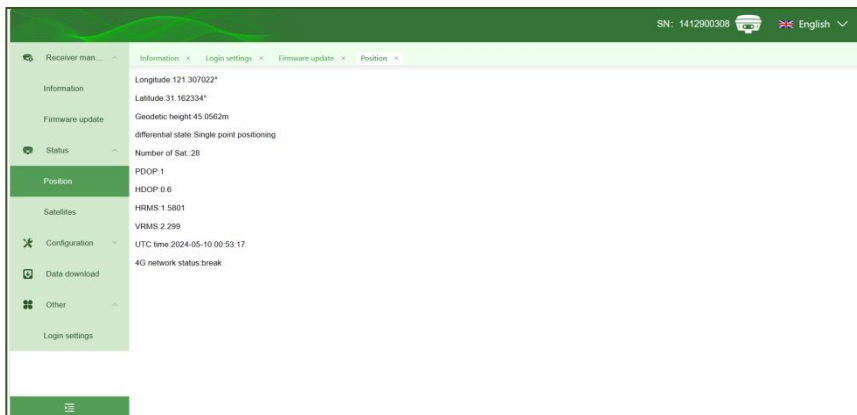 SN: 1412900308 English
Receiver man...
Information
Firmware update
Status
Position
Satellites
Configuration
Data download
Other
Login settings
Information × Login settings × Firmware update × Position ×
Longitude:121.307022°
Latitude:31.162334°
Geodetic height:45.0562m
differential state:Single point positioning
Number of Sat.:28
PDOP:1
HDOP:0.6
HRMS:1.5801
VRMS:2.299
UTC time:2024-05-10 00:53:17
4G network status:break